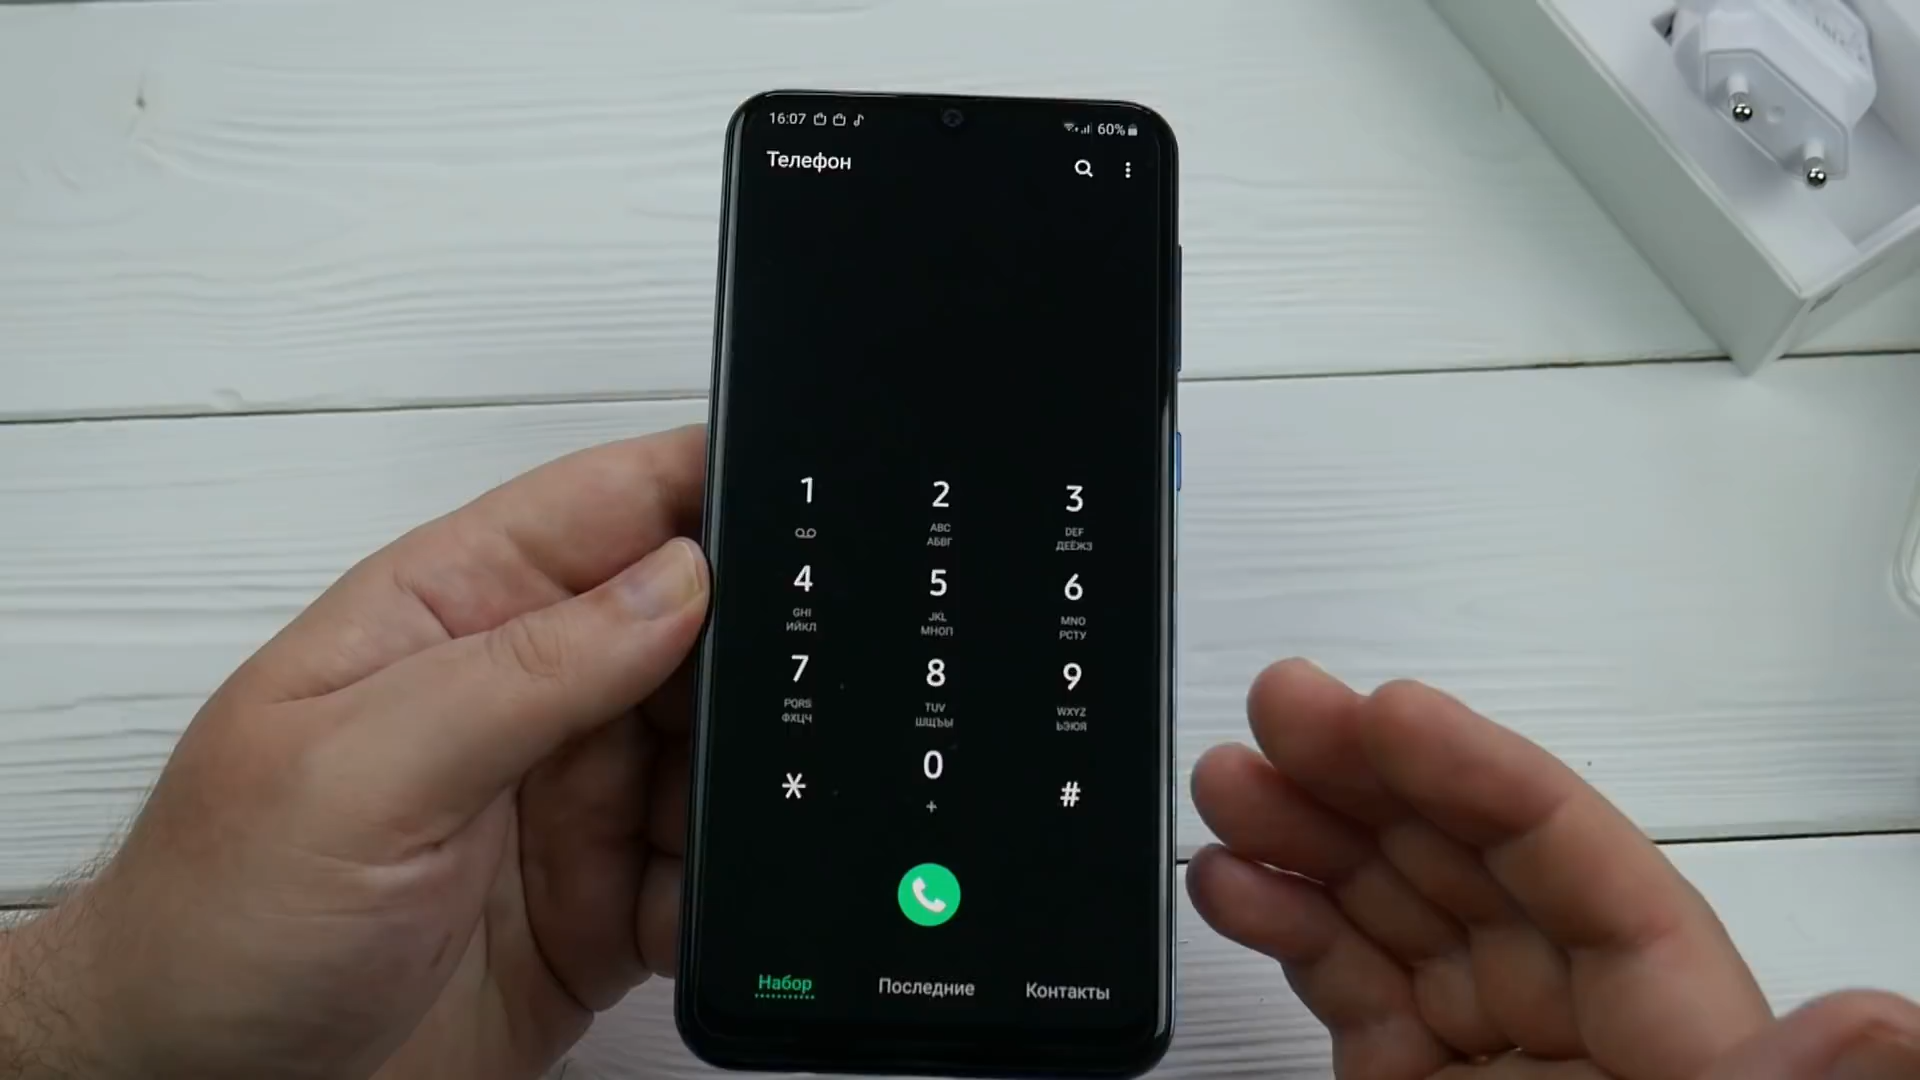 16:07 60%
Телефон
1 2 3
ABC DEF
АБВГ ДЕЁЖЗ
4 5 6
GHI JKL MNO
ИЙКЛ МНОП РСТУ
7 8 9
PQRS TUV WXYZ
ФХЦЧ ШЩЪЫ ЬЭЮЯ
* 0 #
+
Набор Последние Контакты